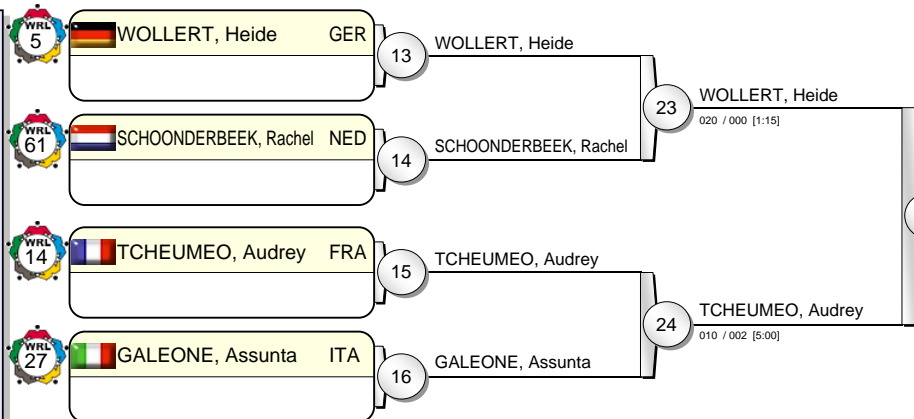 WRL
5
WOLLERT, Heide GER
13
WOLLERT, Heide
WRL
61
SCHOONDERBEEK, Rachel NED
14
SCHOONDERBEEK, Rachel
23
WOLLERT, Heide
020 / 000 [1:15]
WRL
14
TCHEUMEO, Audrey FRA
15
TCHEUMEO, Audrey
WRL
27
GALEONE, Assunta ITA
16
GALEONE, Assunta
24
TCHEUMEO, Audrey
010 / 002 [5:00]